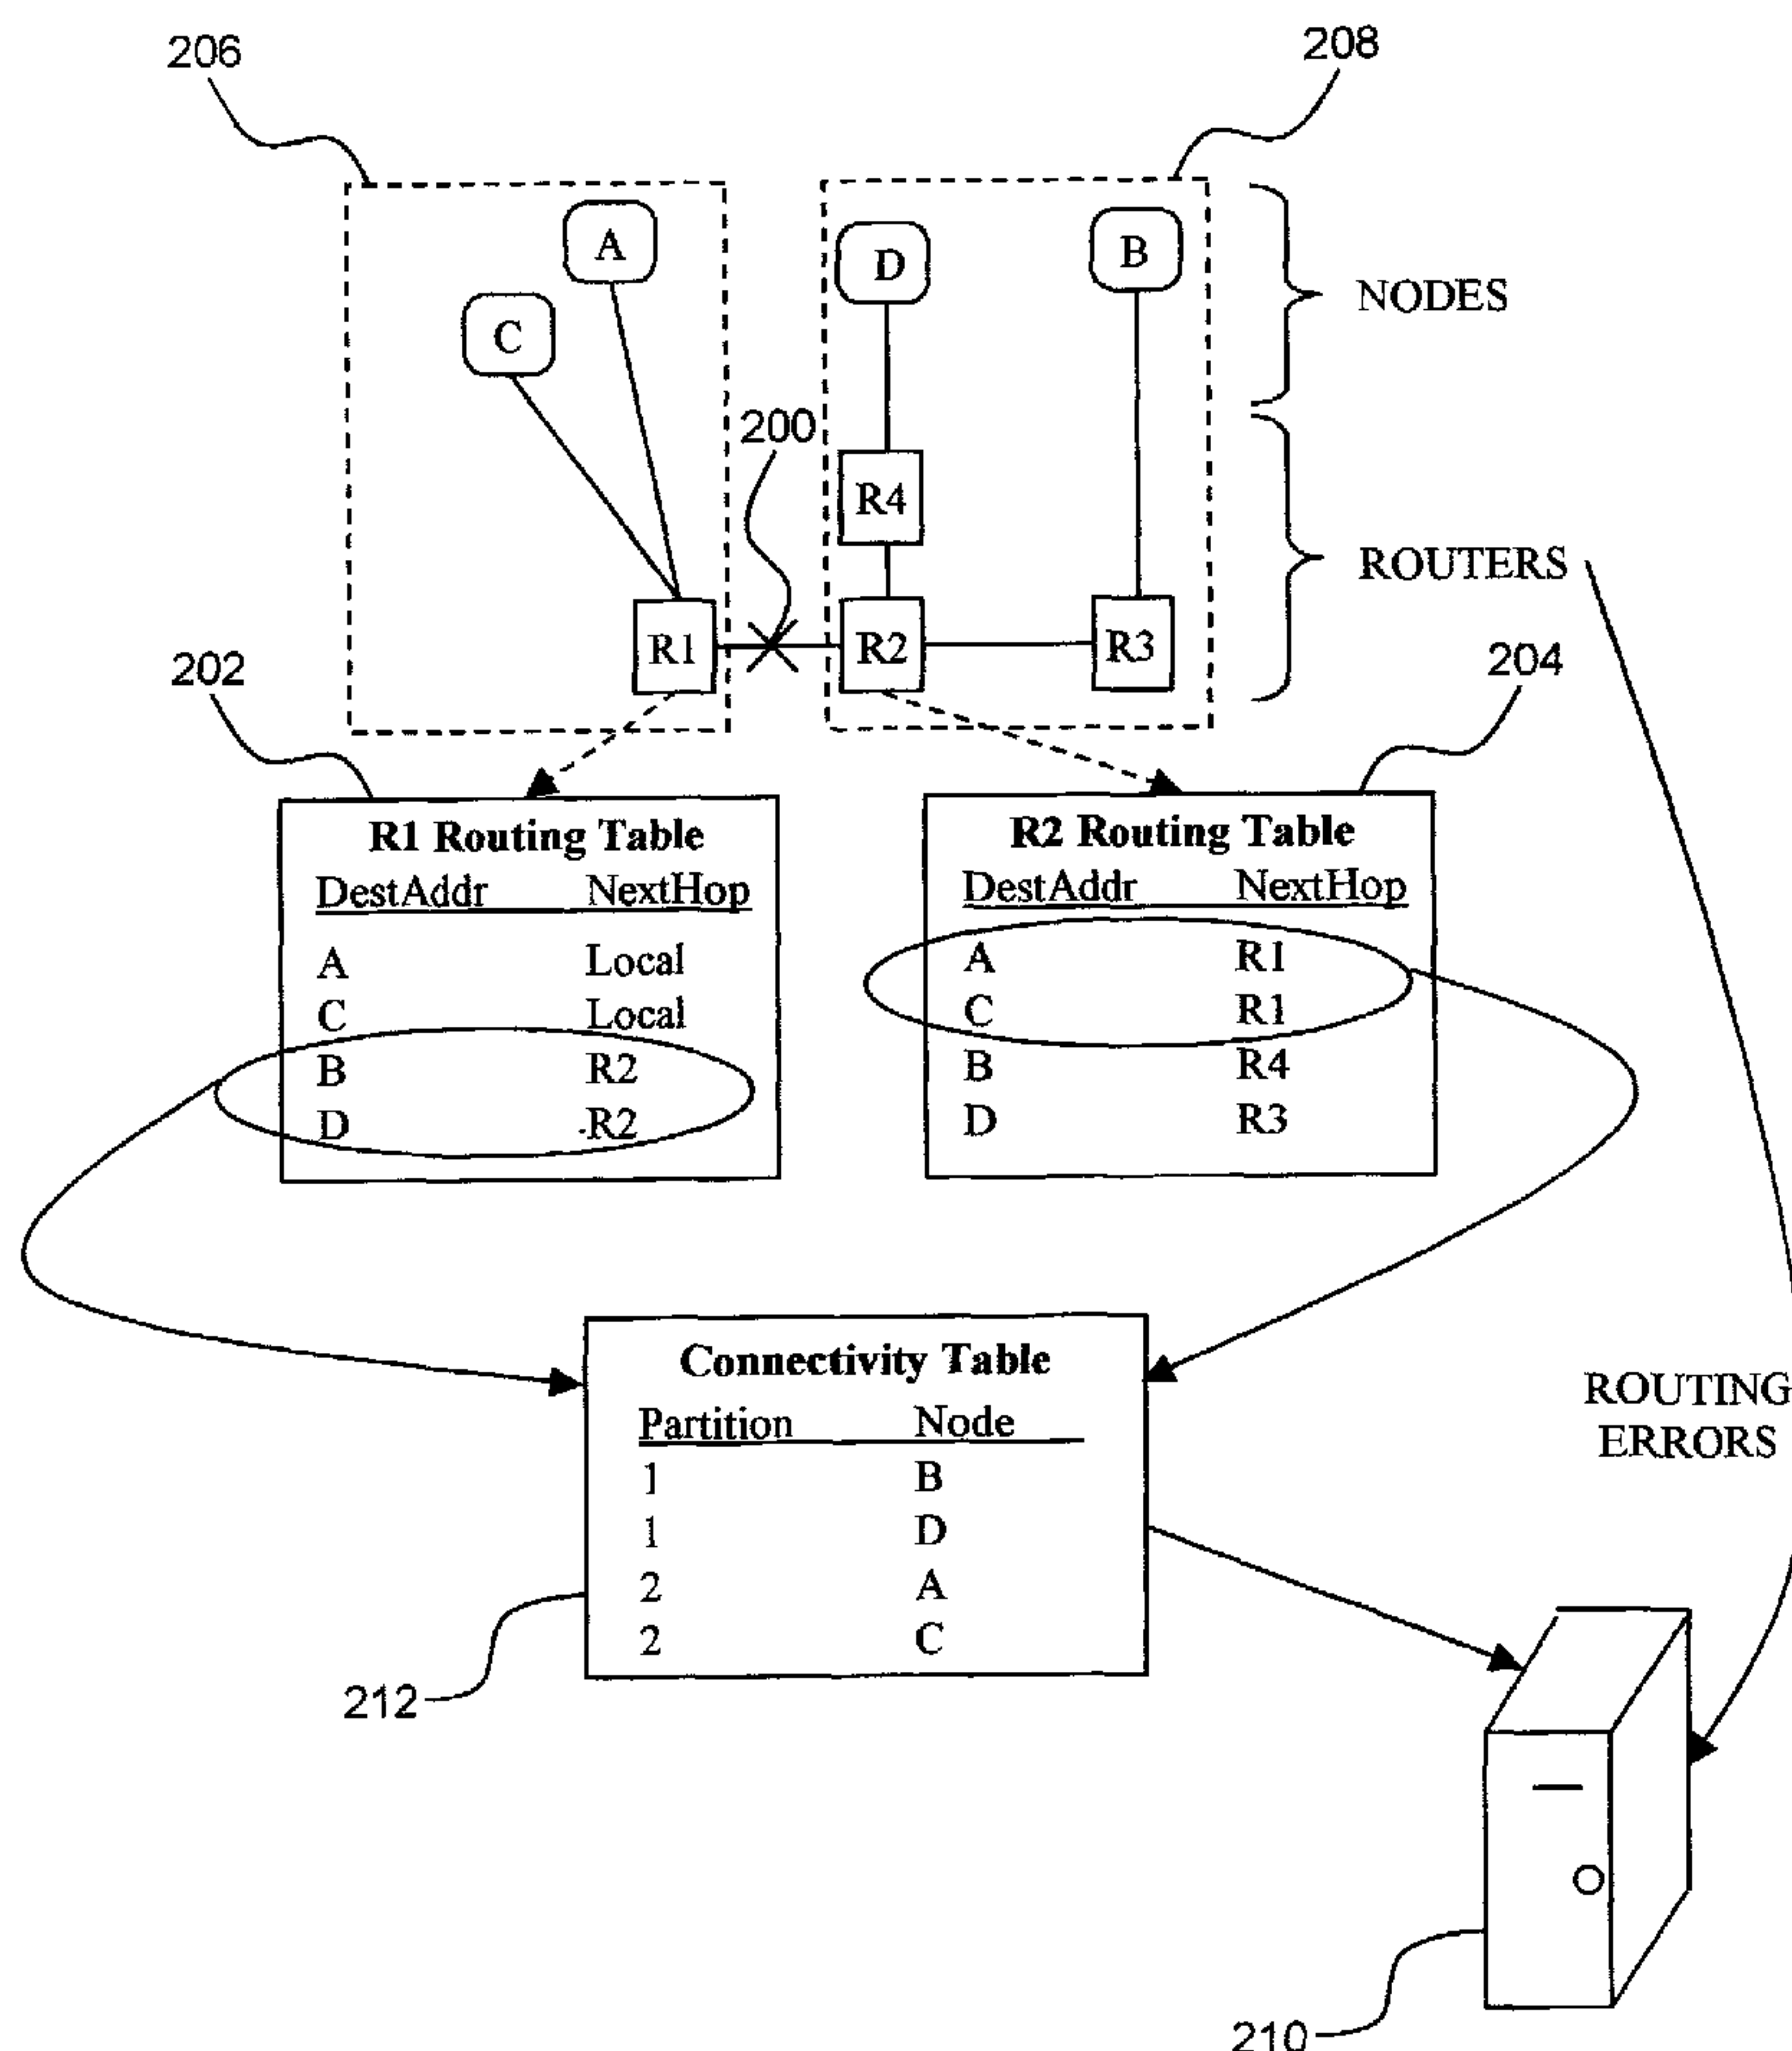 206
208
A
D
B
C
NODES
200
R4
ROUTERS
R1
R2
R3
202
204
R1 Routing Table
DestAddr NextHop
A Local
C Local
B R2
D R2
R2 Routing Table
DestAddr NextHop
A R1
C R1
B R4
D R3
Connectivity Table
Partition Node
1 B
1 D
2 A
2 C
ROUTING
ERRORS
212
210